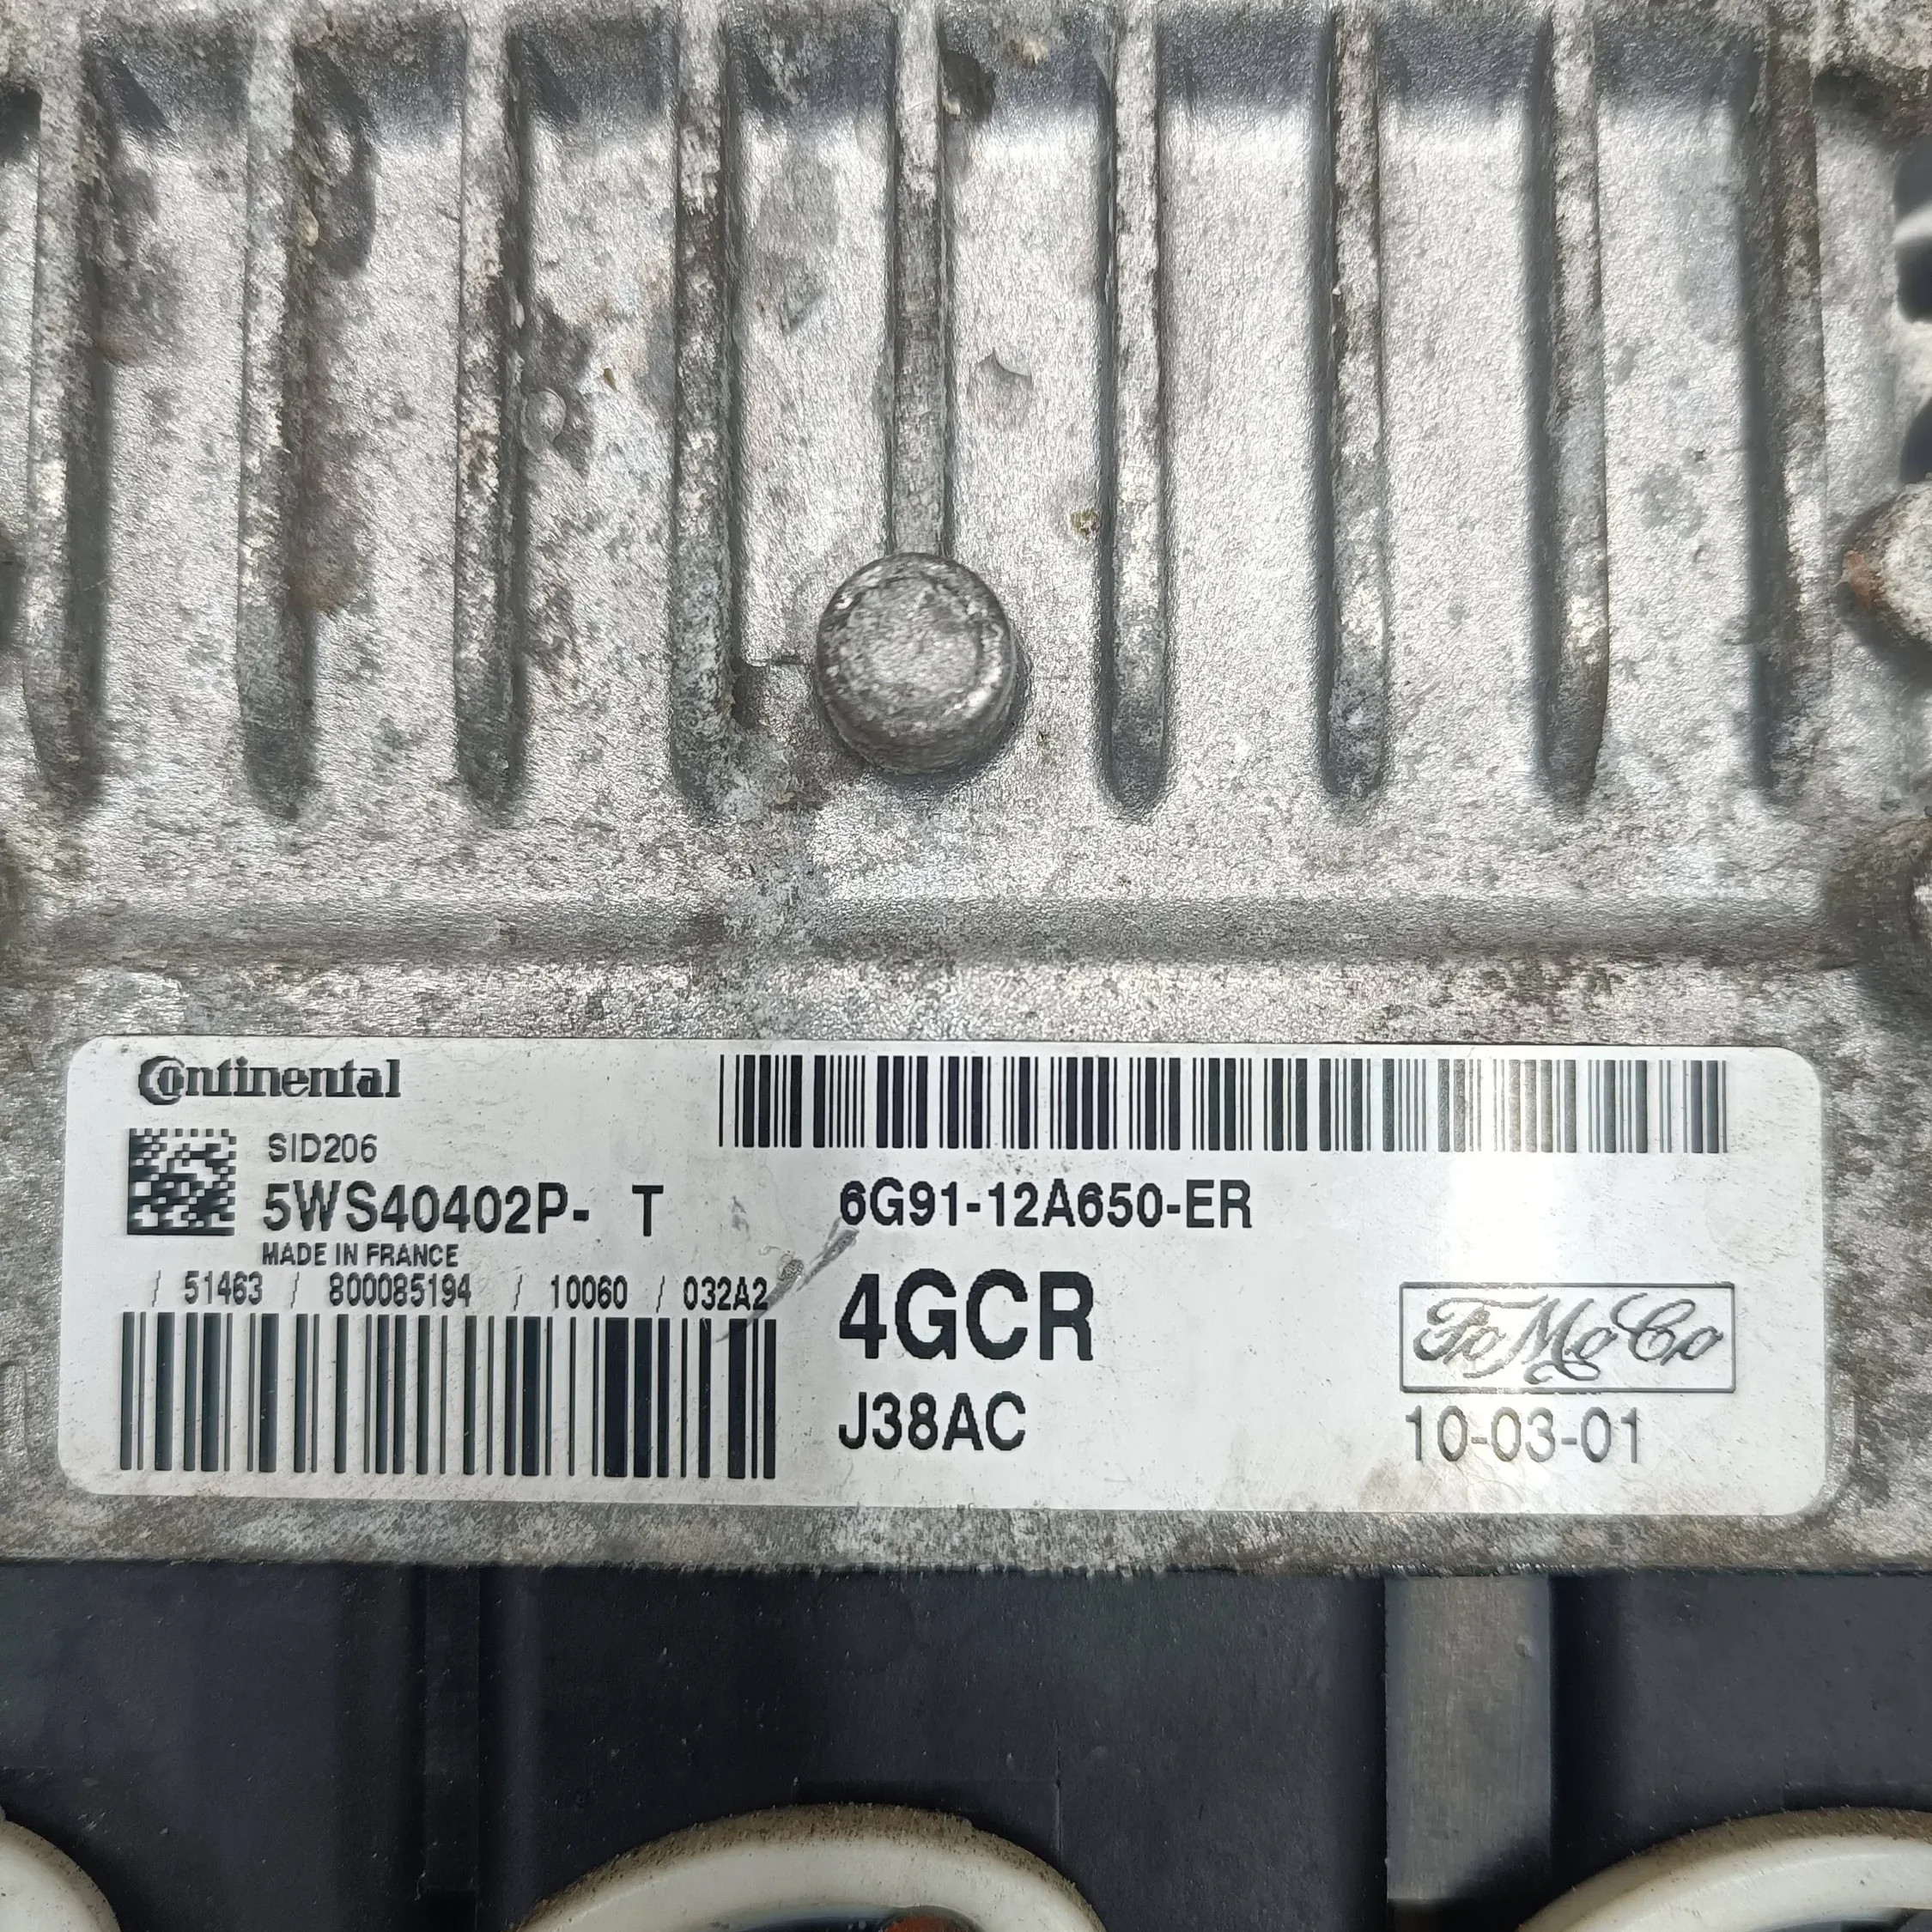 Continental
SID206
5WS40402P- T
MADE IN FRANCE
/ 51463 / 800085194 / 10060 / 032A2
6G91-12A650-ER
4GCR
J38AC
FoMoCo
10-03-01